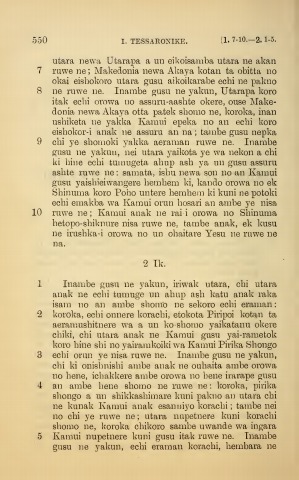 550 I. TESSARONIKE. [1. 7-10.—2. 1-5.
utara newa Utarapa a un eikoisamba utara ne akan
7 ruwe ne; Makedonia newa Akaya kotan ta obitta no
okai eishokoro utara gusu aikoikarabe echi ne pakno
8 ne ruwe ne. Inambe gusu ne yakun, Utarapa koro
itak echi orowa no assuru-aashte okere, ouse Make-
donia newa Akaya otta patek shomo ne, koroka, inan
ushiketa ne yakka Kamui epeka no an echi koro
eishokor-i anak ne assuru an na; tambe gusu nepka
9 chi ye shomoki yakka aeraman ruwe ne. Inambe
gusu ne yakun, nei utara yaikota ye wa nekon a chi
ki hine echi tumugeta ahup ash ya un gusu assuru
ashte ruwe ne: samata, ishu newa son no an Kamui
gusu yaishieiwangere hembem ki, kando orowa no ek
Shinuma koro Poho untere hembem ki kuni ne potoki
echi emakba wa Kamui orun hosari an ambe ye nisa
10 ruwe ne; Kamui anak ne rai-i orowa no Shinuma
hetopo-shiknure nisa ruwe ne, tambe anak, ek kusu
ne irushka-i orowa no un ohaitare Yesu ne ruwe ne
na.
2 Ik.
1 Inambe gusu ne yakun, iriwak utara, chi utara
anak ne echi tumuge un ahup ash katu anak raka
isam no an ambe shomo ne sekoro echi eraman:
2 koroka, echi onnere korachi, etokota Piripoi kotan ta
aeramushitnere wa a un ko-shomo yaikatanu okere
chiki, chi utara anak ne Kamui gusu yai-rametok
koro hine shi no yairamkoiki wa Kamui Pirika Shongo
3 echi orun ye nisa ruwe ne. Inambe gusu ne yakun,
chi ki onishnishi ambe anak ne ouhaita ambe orowa
no hene, ichakkere ambe orowa no hene irarape gusu
4 an ambe hene shomo ne ruwe ne: koroka, pirika
shongo a un shikkashimare kuni pakno an utara chi
ne kunak Kamui anak esamniyo korachi; tambe nei
no chi ye ruwe ne; utara nupetnere kuni korachi
shomo ne, koroka chikoro sambe uwande wa ingara
5 Kamui nupetnere kuni gusu itak ruwe ne. Inambe
gusu ne yakun, echi eraman korachi, hembara ne